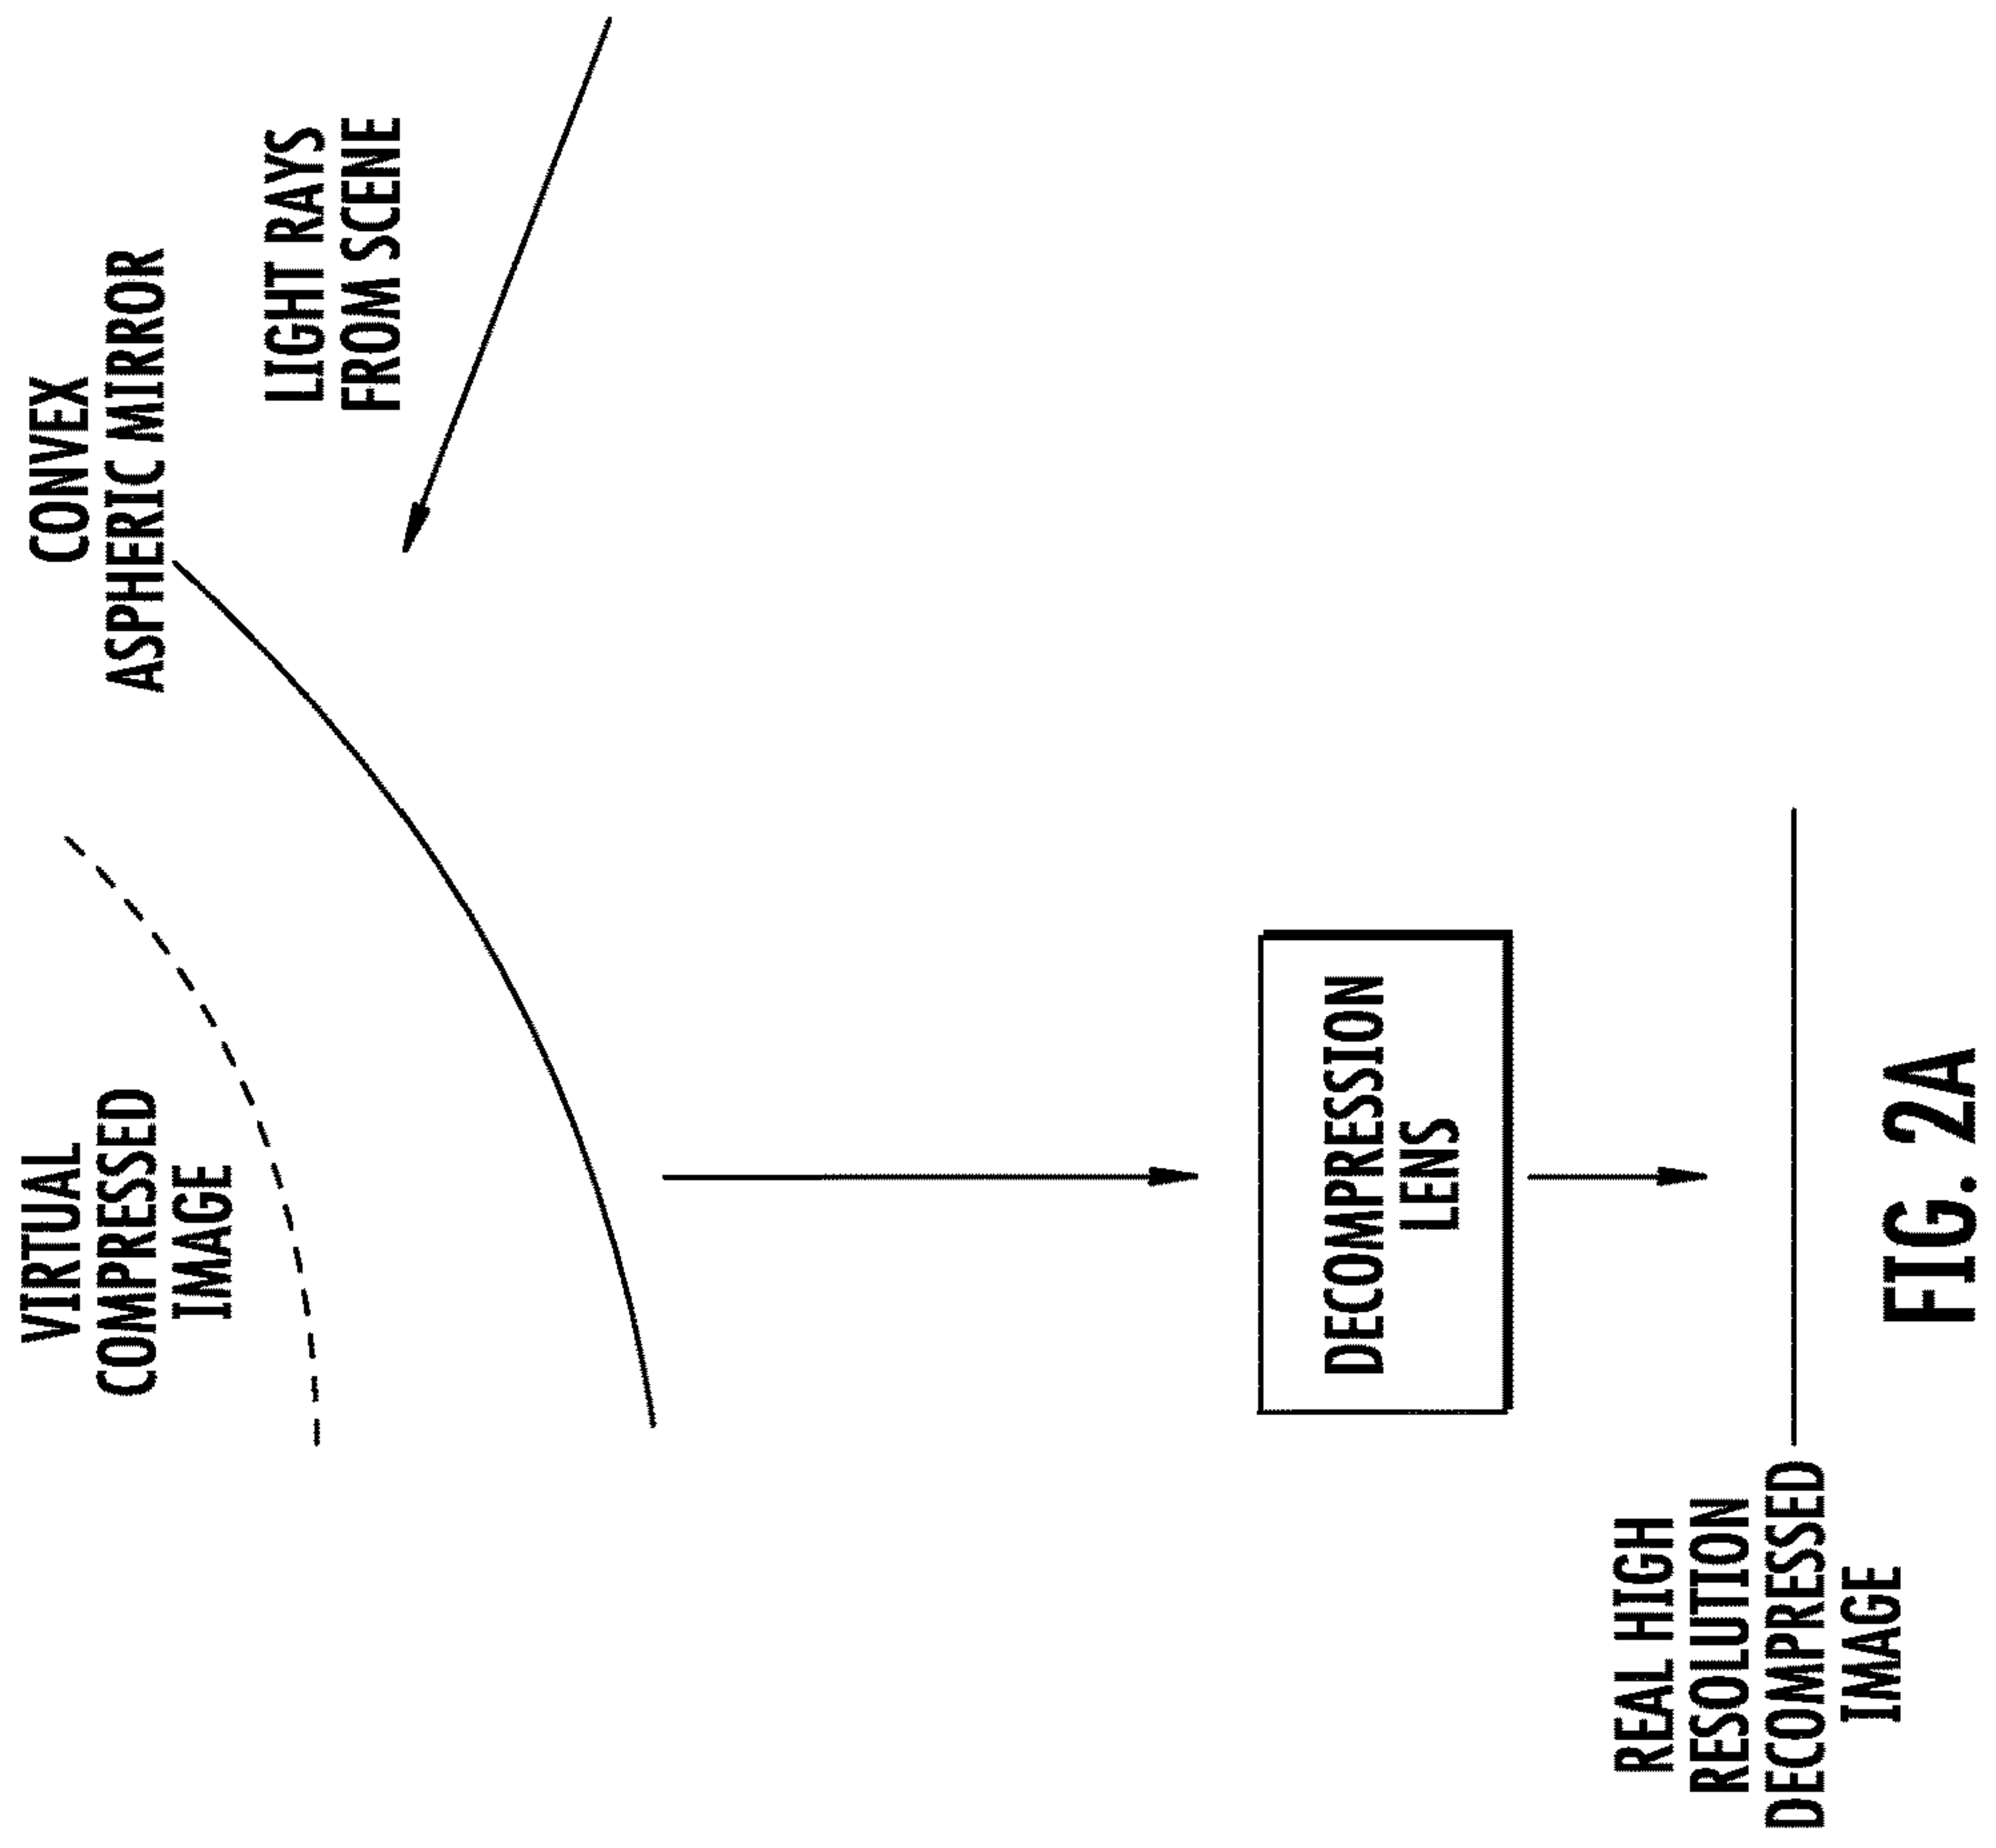 VIRTUAL
COMPRESSED
IMAGE
CONVEX
ASPHERIC MIRROR
LIGHT RAYS
FROM SCENE
DECOMPRESSION
LENS
REAL HIGH
RESOLUTION
DECOMPRESSED
IMAGE
FIG. 2A